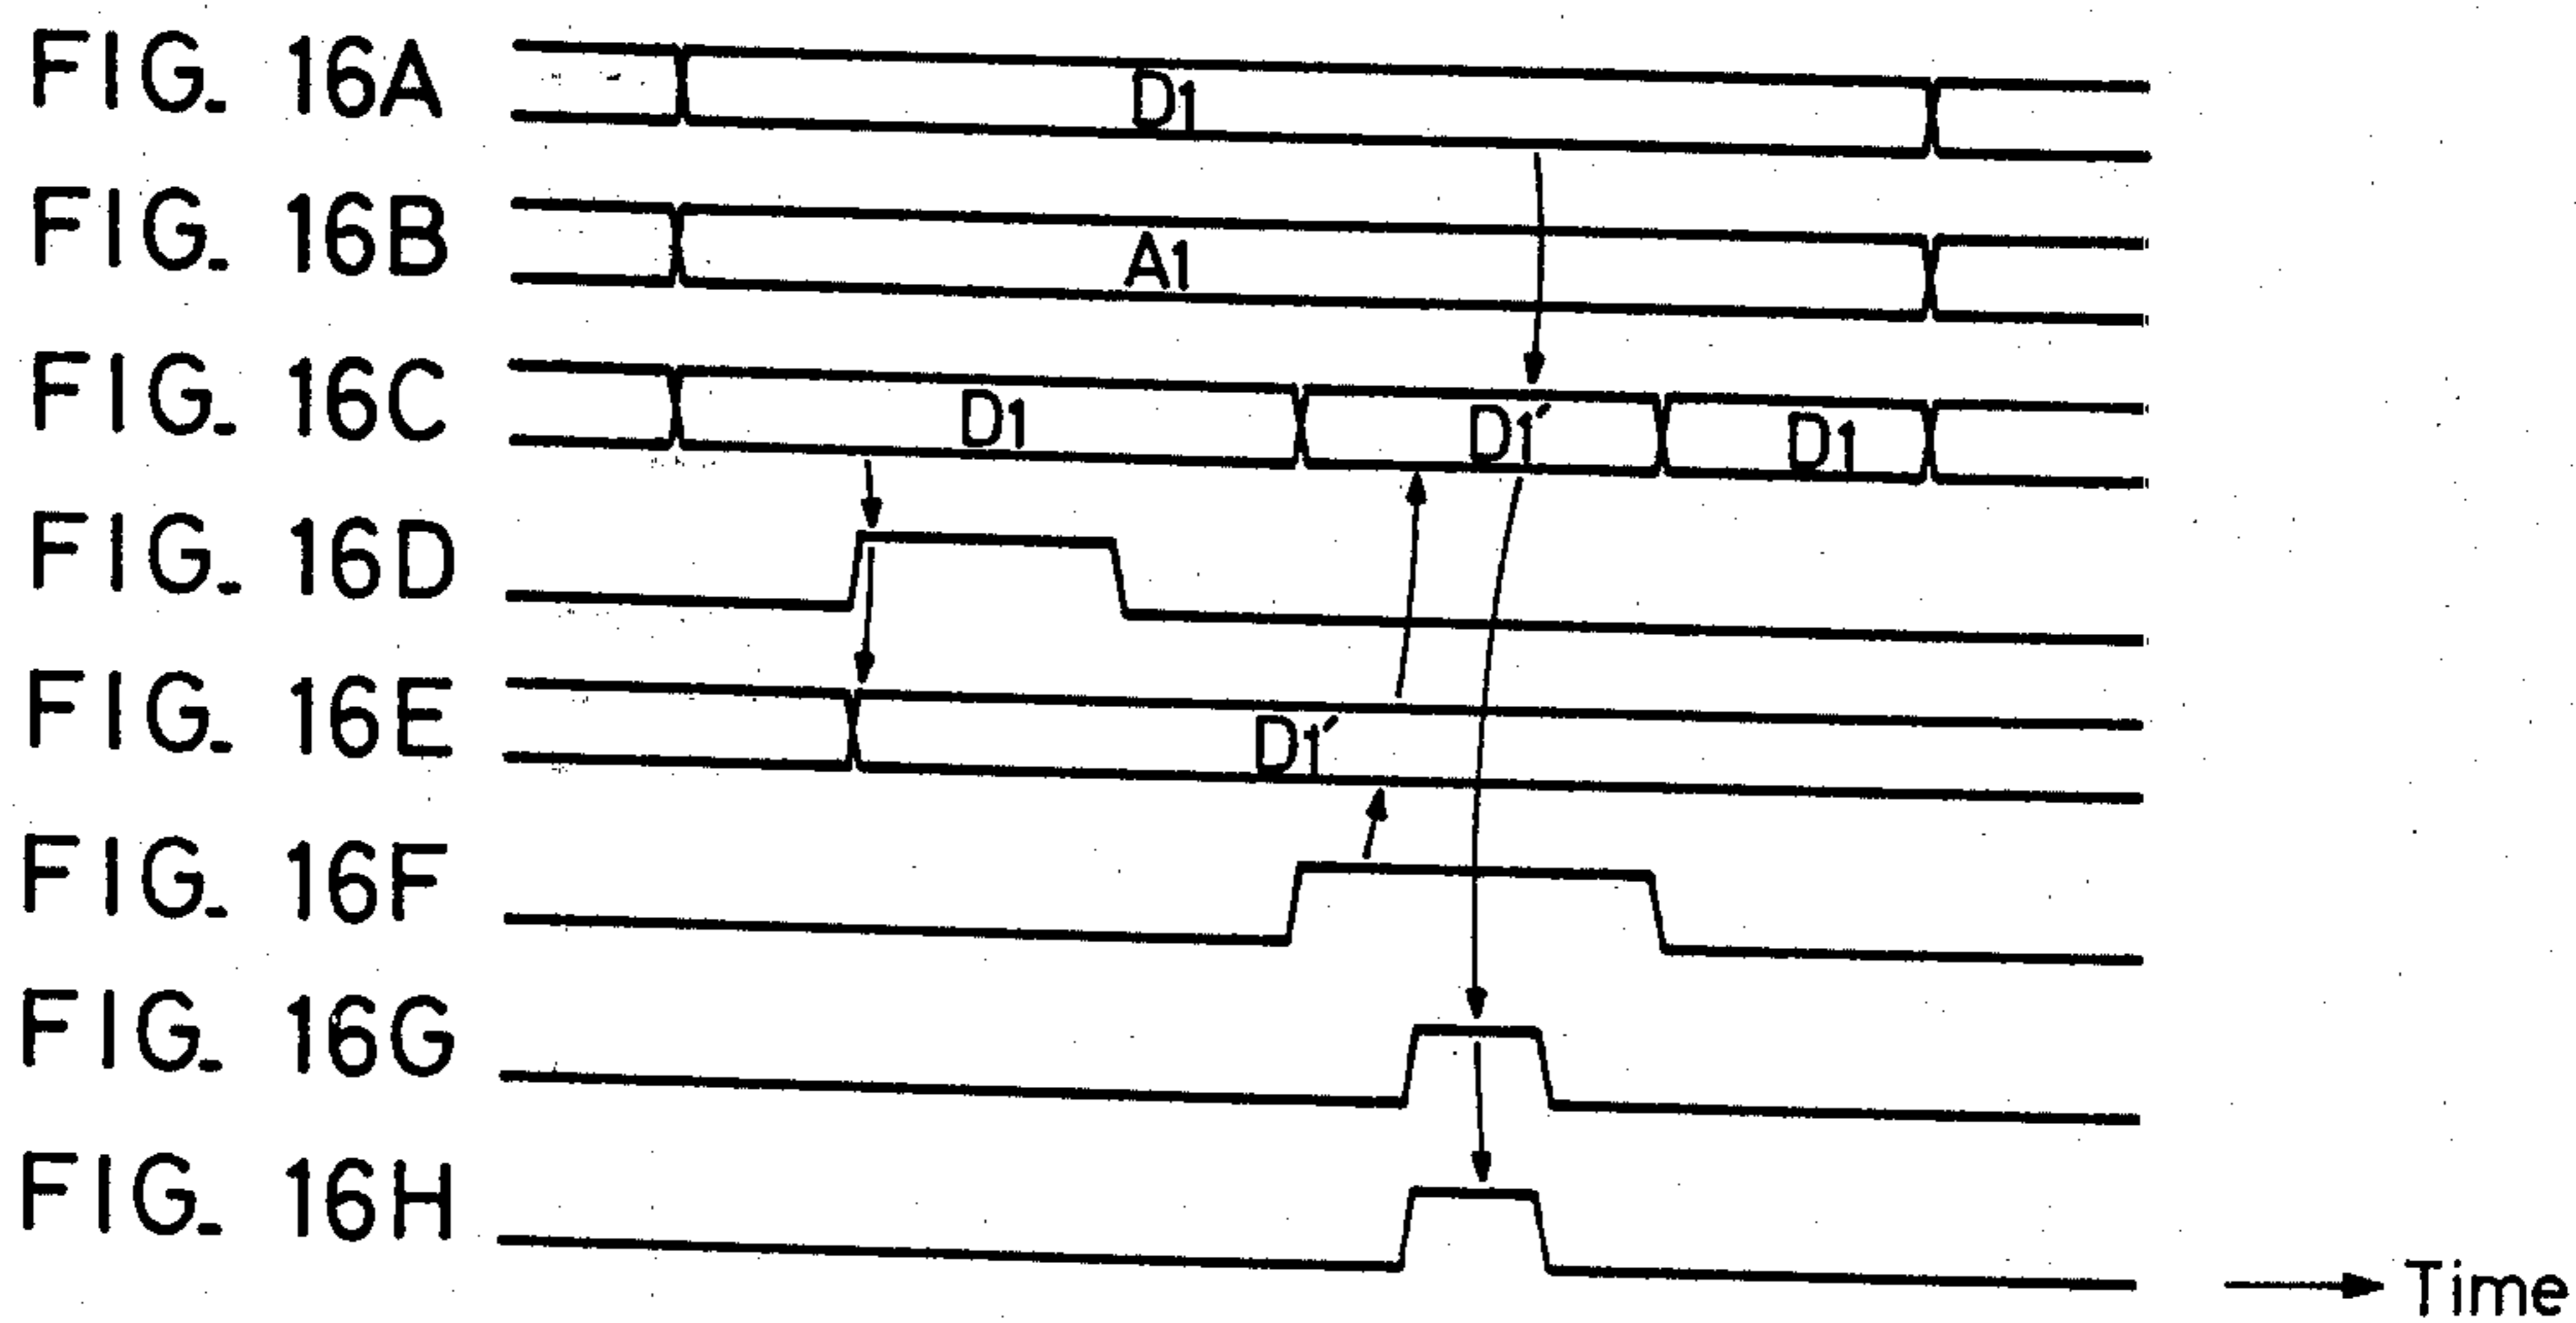 FIG. 16A
D1
FIG. 16B
A1
FIG. 16C
D1 D1′ D1
FIG. 16D
FIG. 16E
D1′
FIG. 16F
FIG. 16G
FIG. 16H
Time